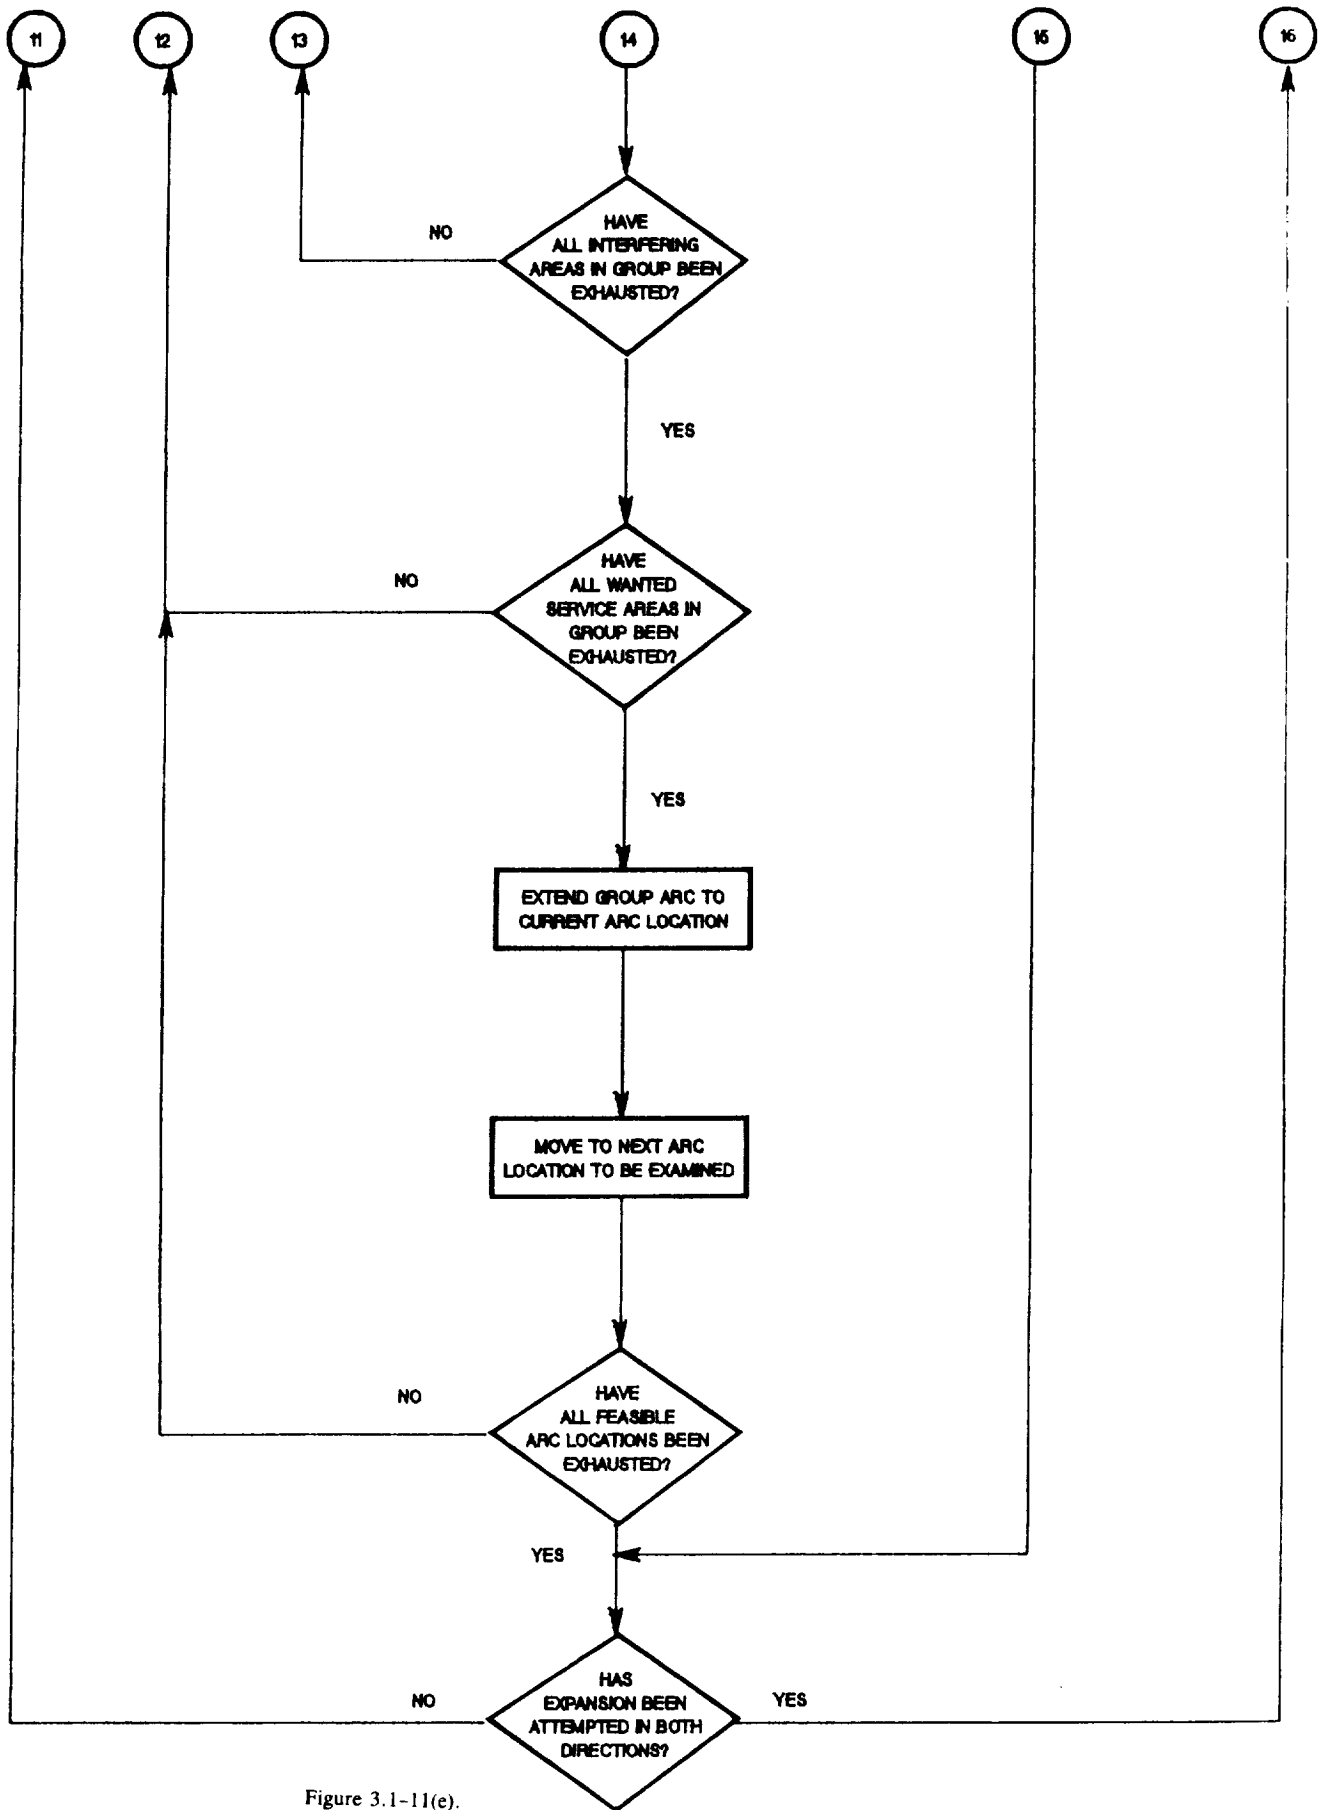 11
12
13
14
15
16
HAVE
ALL INTERFERING
AREAS IN GROUP BEEN
EXHAUSTED?
NO
YES
HAVE
ALL WANTED
SERVICE AREAS IN
GROUP BEEN
EXHAUSTED?
NO
YES
EXTEND GROUP ARC TO
CURRENT ARC LOCATION
MOVE TO NEXT ARC
LOCATION TO BE EXAMINED
HAVE
ALL FEASIBLE
ARC LOCATIONS BEEN
EXHAUSTED?
NO
YES
HAS
EXPANSION BEEN
ATTEMPTED IN BOTH
DIRECTIONS?
NO
YES
Figure 3.1-11(e).